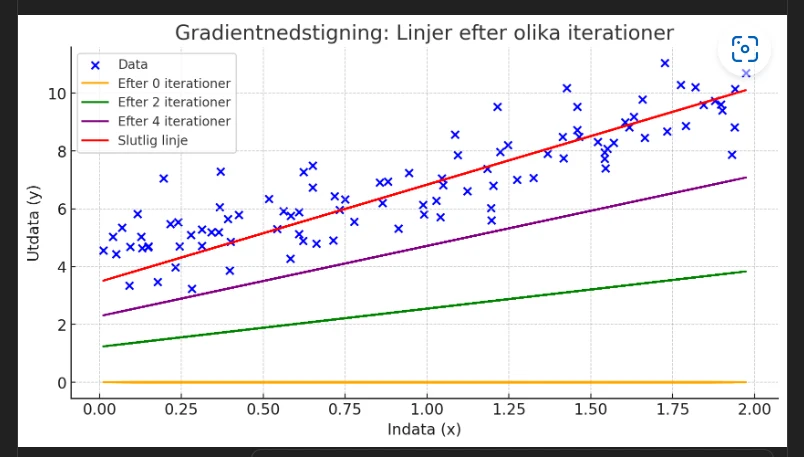 Gradientnedstigning: Linjer efter olika iterationer
Data
Efter 0 iterationer
Efter 2 iterationer
Efter 4 iterationer
Slutlig linje
10
8
6
4
2
0
Utdata (y)
0.00 0.25 0.50 0.75 1.00 1.25 1.50 1.75 2.00
Indata (x)